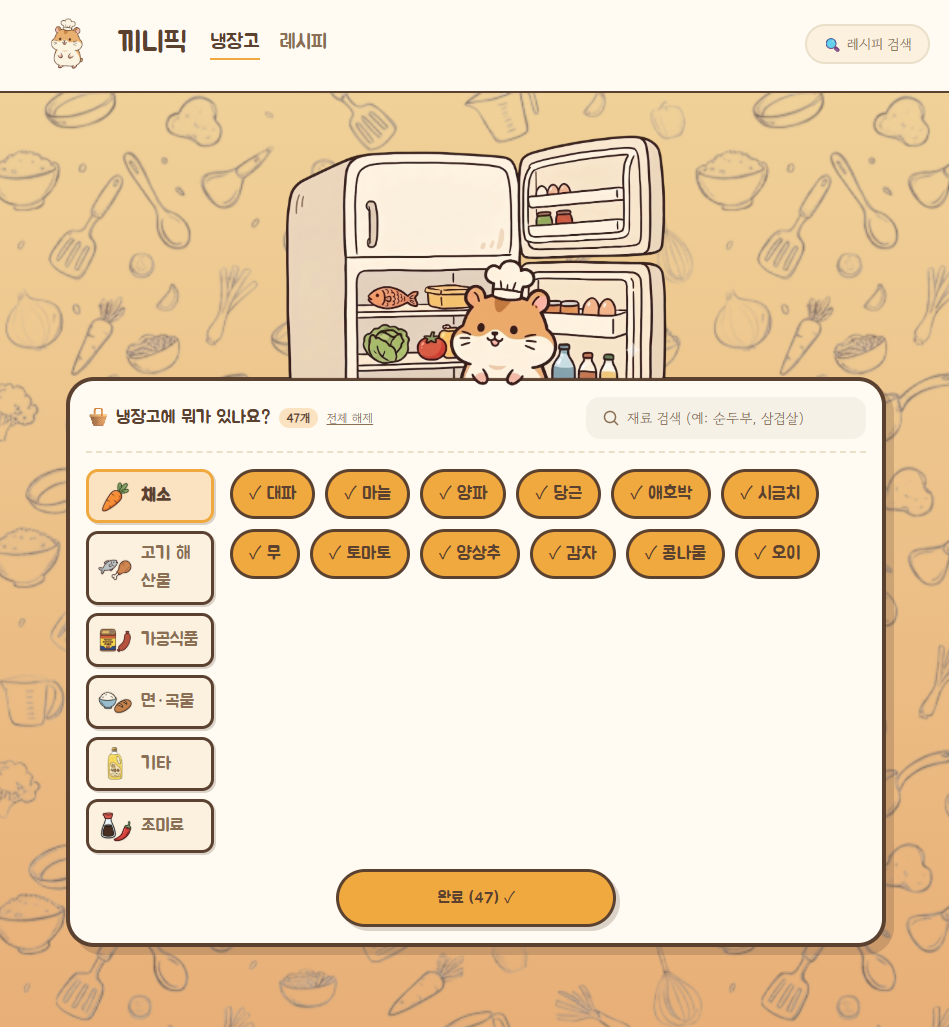 끼니픽 냉장고 레시피 레시피 검색
냉장고에 뭐가 있나요? 47개 전체 해제 재료 검색 (예: 순두부, 삼겹살)
채소
✓ 대파 ✓ 마늘 ✓ 양파 ✓ 당근 ✓ 애호박 ✓ 시금치
✓ 무 ✓ 토마토 ✓ 양상추 ✓ 감자 ✓ 콩나물 ✓ 오이
고기 해
산물
가공식품
면·곡물
기타
조미료
완료 (47) ✓